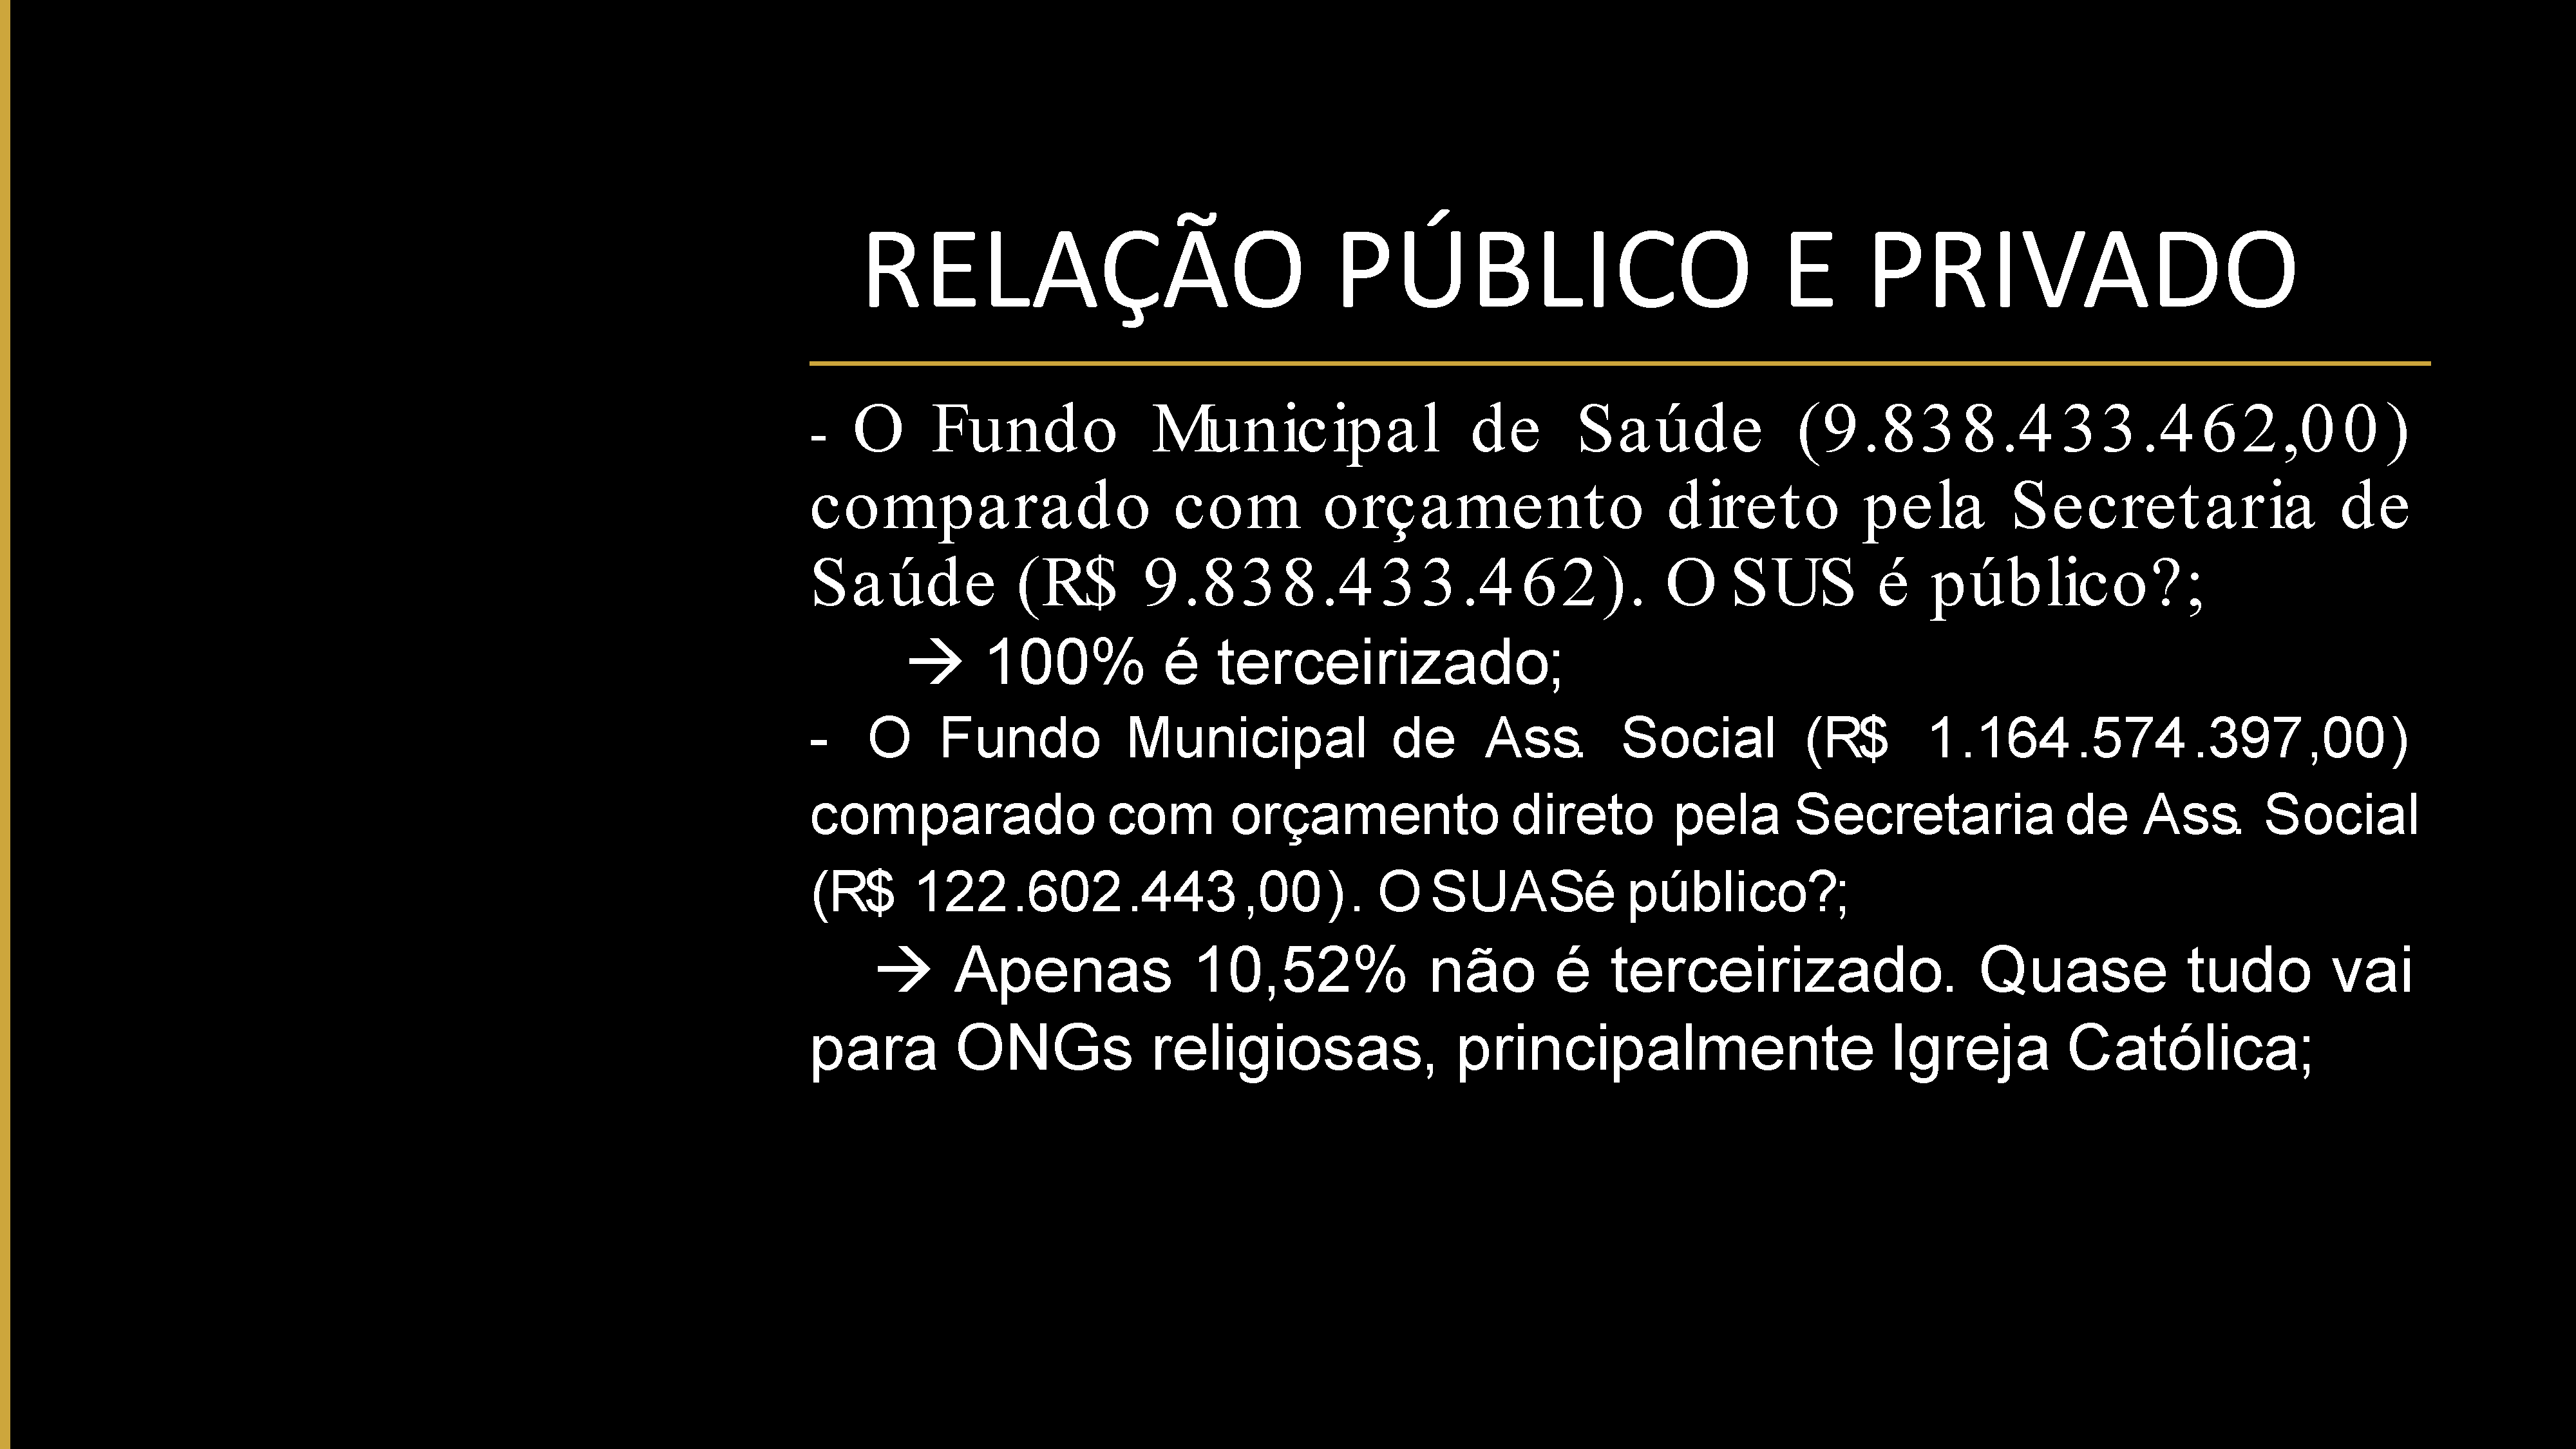 RELAÇÃO PÚBLICO E PRIVADO
- O Fundo Municipal de Saúde (9.838.433.462,00)
comparado com orçamento direto pela Secretaria de
Saúde (R$ 9.838.433.462). O SUS é público?;
→ 100% é terceirizado;
- O Fundo Municipal de Ass. Social (R$ 1.164.574.397,00)
comparado com orçamento direto pela Secretaria de Ass. Social
(R$ 122.602.443,00). O SUAS é público?;
→ Apenas 10,52% não é terceirizado. Quase tudo vai
para ONGs religiosas, principalmente Igreja Católica;